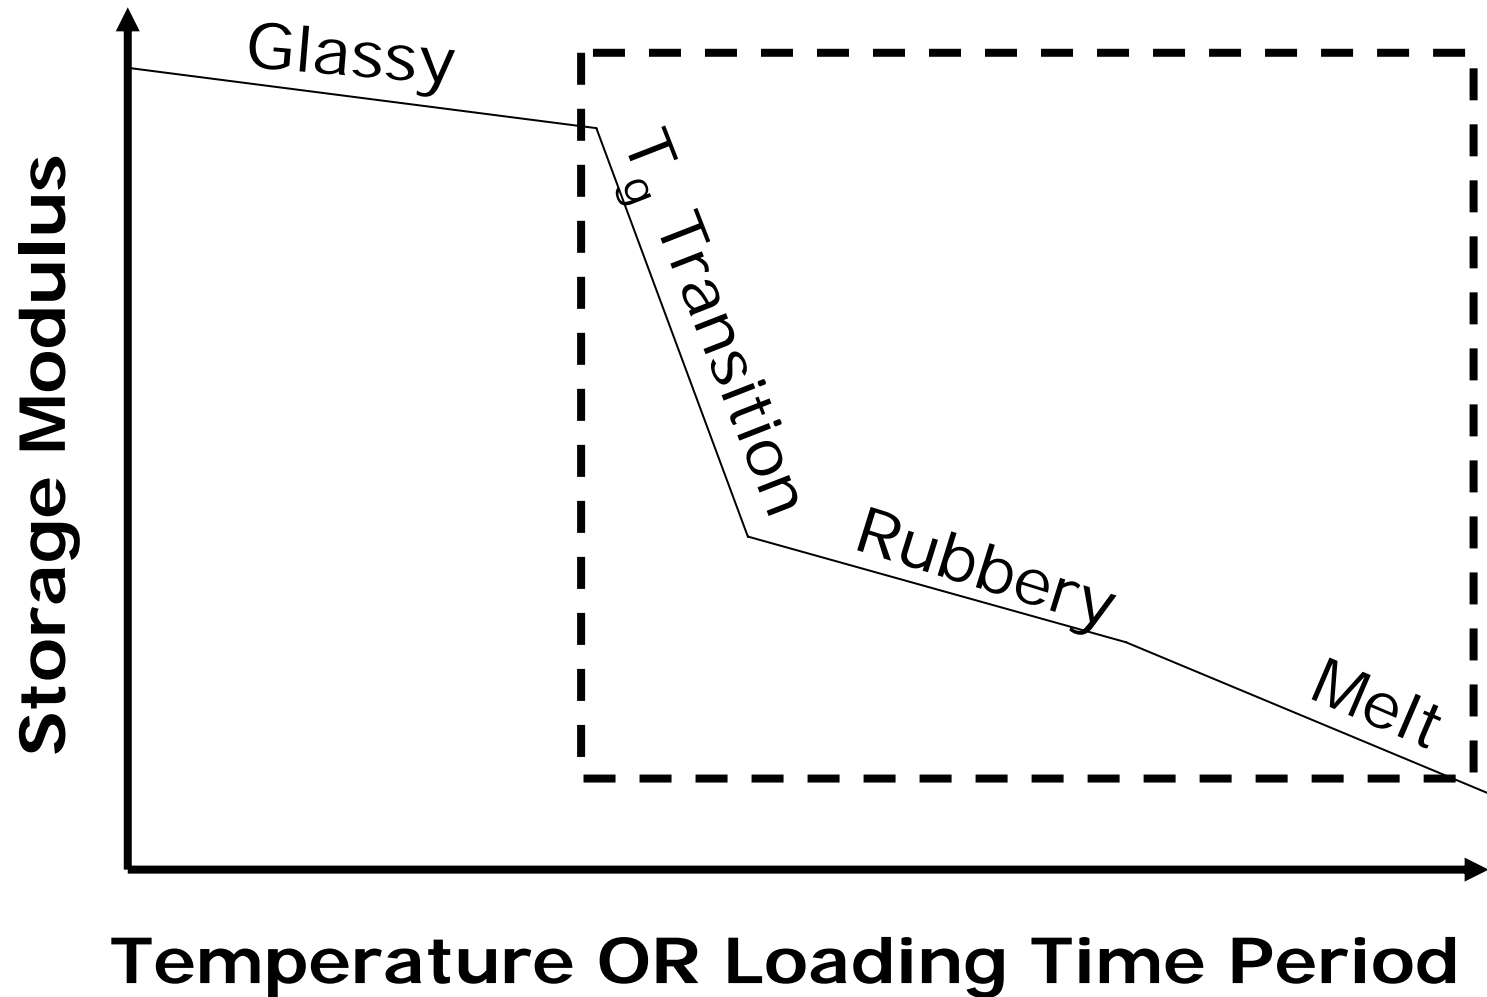 Glassy
Tg Transition
Rubbery
Melt
Storage Modulus
Temperature OR Loading Time Period